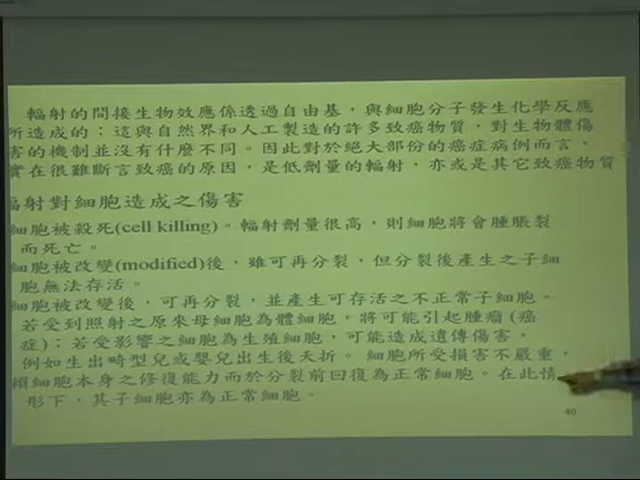 輻射的間接生物效應係透過自由基，與細胞分子發生化學反應
所造成的；這與自然界和人工製造的許多致癌物質，對生物體傷
害的機制並沒有什麼不同。因此對於絕大部份的癌症病例而言，
實在很難斷言致癌的原因，是低劑量的輻射，亦或是其它致癌物質
輻射對細胞造成之傷害
細胞被殺死(cell killing)。輻射劑量很高，則細胞將會腫脹裂
而死亡。
細胞被改變(modified)後，雖可再分裂，但分裂後產生之子細
胞無法存活。
細胞被改變後，可再分裂，並產生可存活之不正常子細胞。
若受到照射之原來母細胞為體細胞，將可能引起腫瘤(癌
症)；若受影響之細胞為生殖細胞，可能造成遺傳傷害，
例如生出畸型兒或嬰兒出生後夭折。 細胞所受損害不嚴重，
細胞本身之修復能力而於分裂前回復為正常細胞。在此情
形下，其子細胞亦為正常細胞。
40